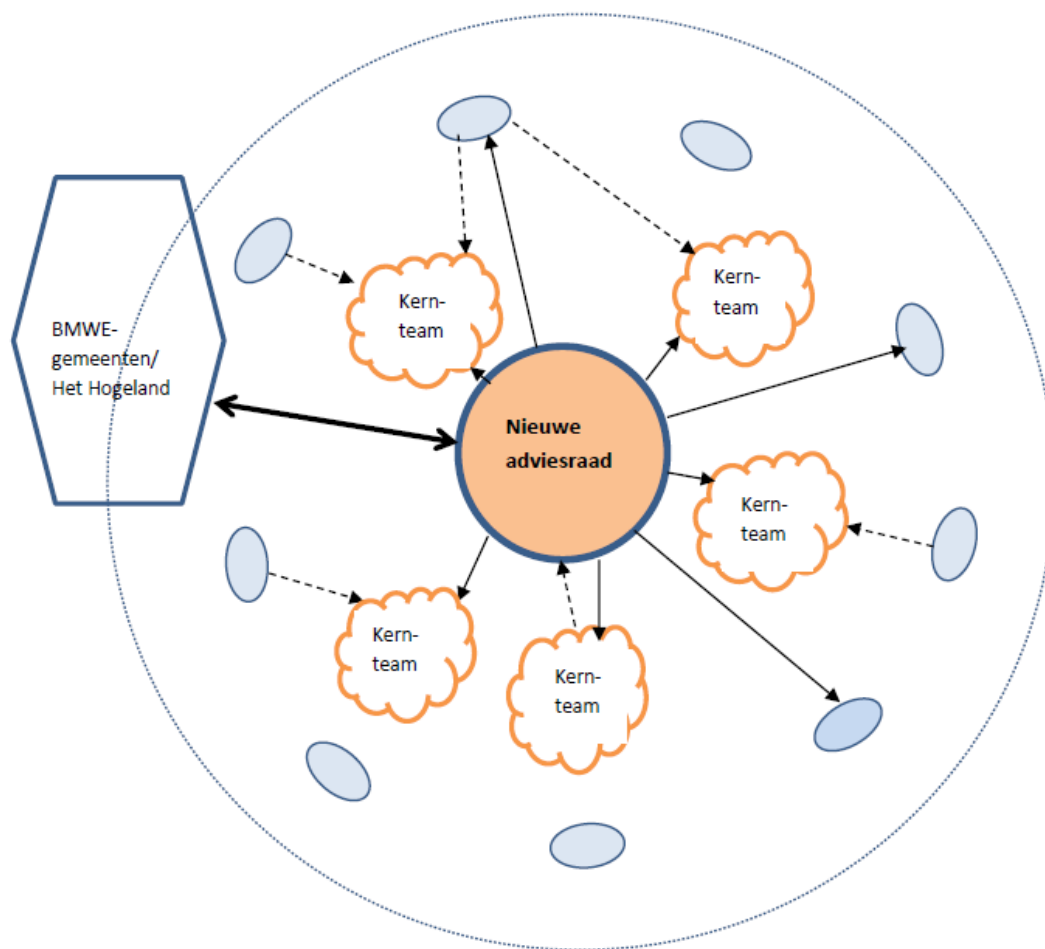 Kern-
team
Kern-
team
BMWE-
gemeenten/
Het Hogeland
Nieuwe
adviesraad
Kern-
team
Kern-
team
Kern-
team